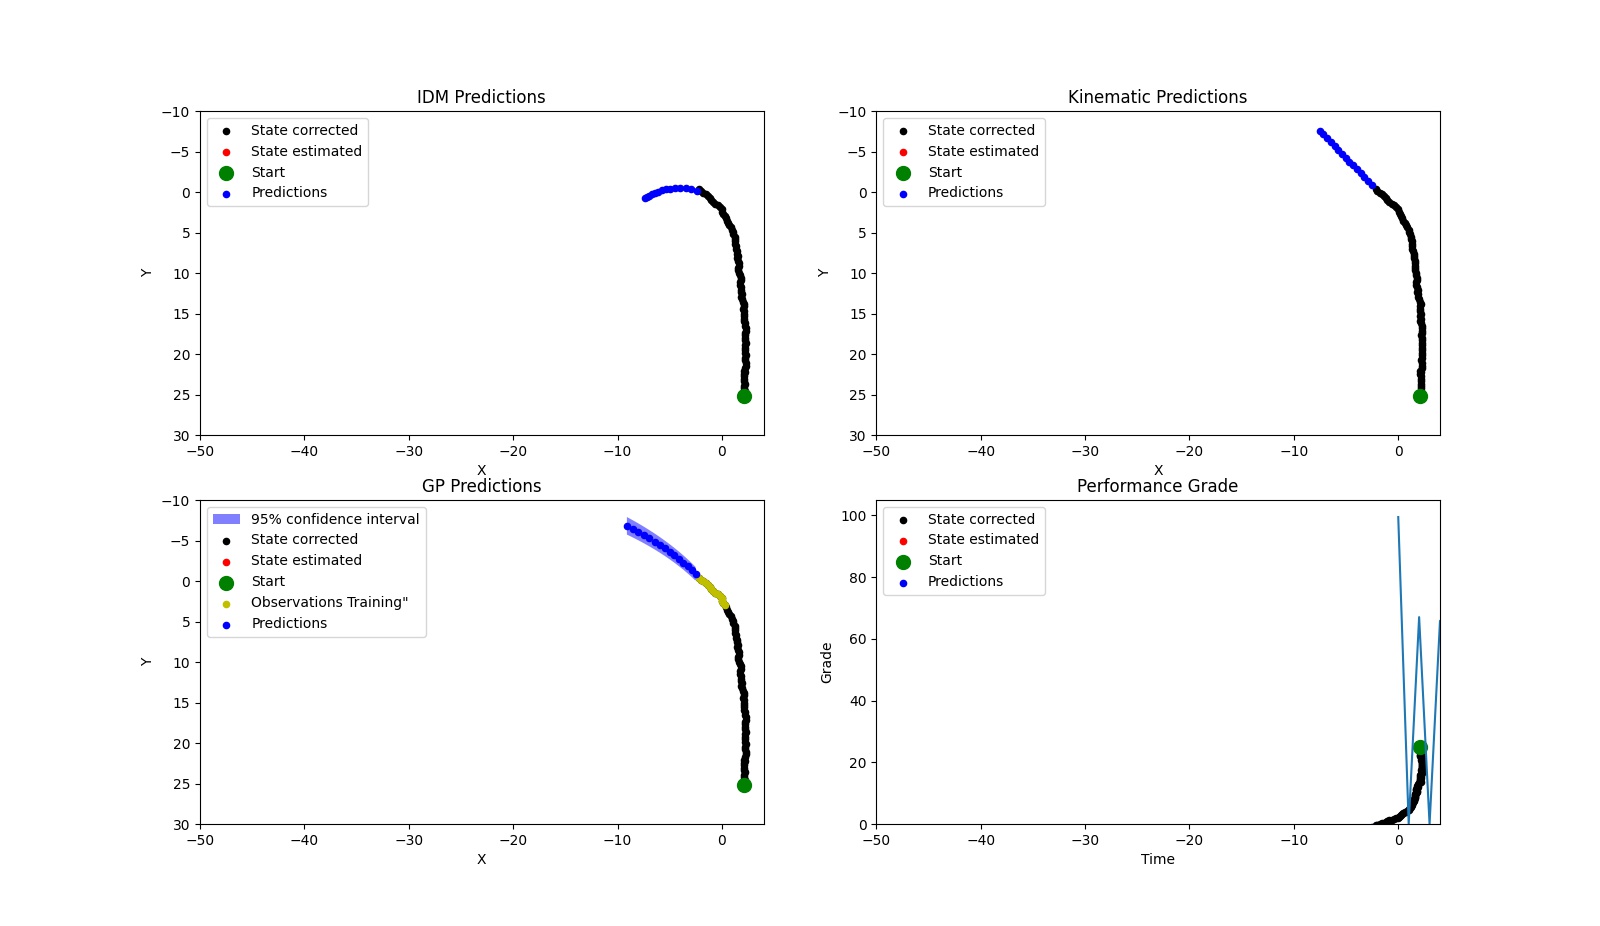 IDM Predictions
−10
−5
0
5
10
15
20
25
30
Y
State corrected
State estimated
Start
Predictions
−50
−40
−30
−20
−10
0
X
Kinematic Predictions
−10
−5
0
5
10
15
20
25
30
Y
State corrected
State estimated
Start
Predictions
−50
−40
−30
−20
−10
0
X
GP Predictions
−10
−5
0
5
10
15
20
25
30
Y
95% confidence interval
State corrected
State estimated
Start
Observations Training"
Predictions
−50
−40
−30
−20
−10
0
X
Performance Grade
100
80
60
40
20
0
Grade
State corrected
State estimated
Start
Predictions
−50
−40
−30
−20
−10
0
Time